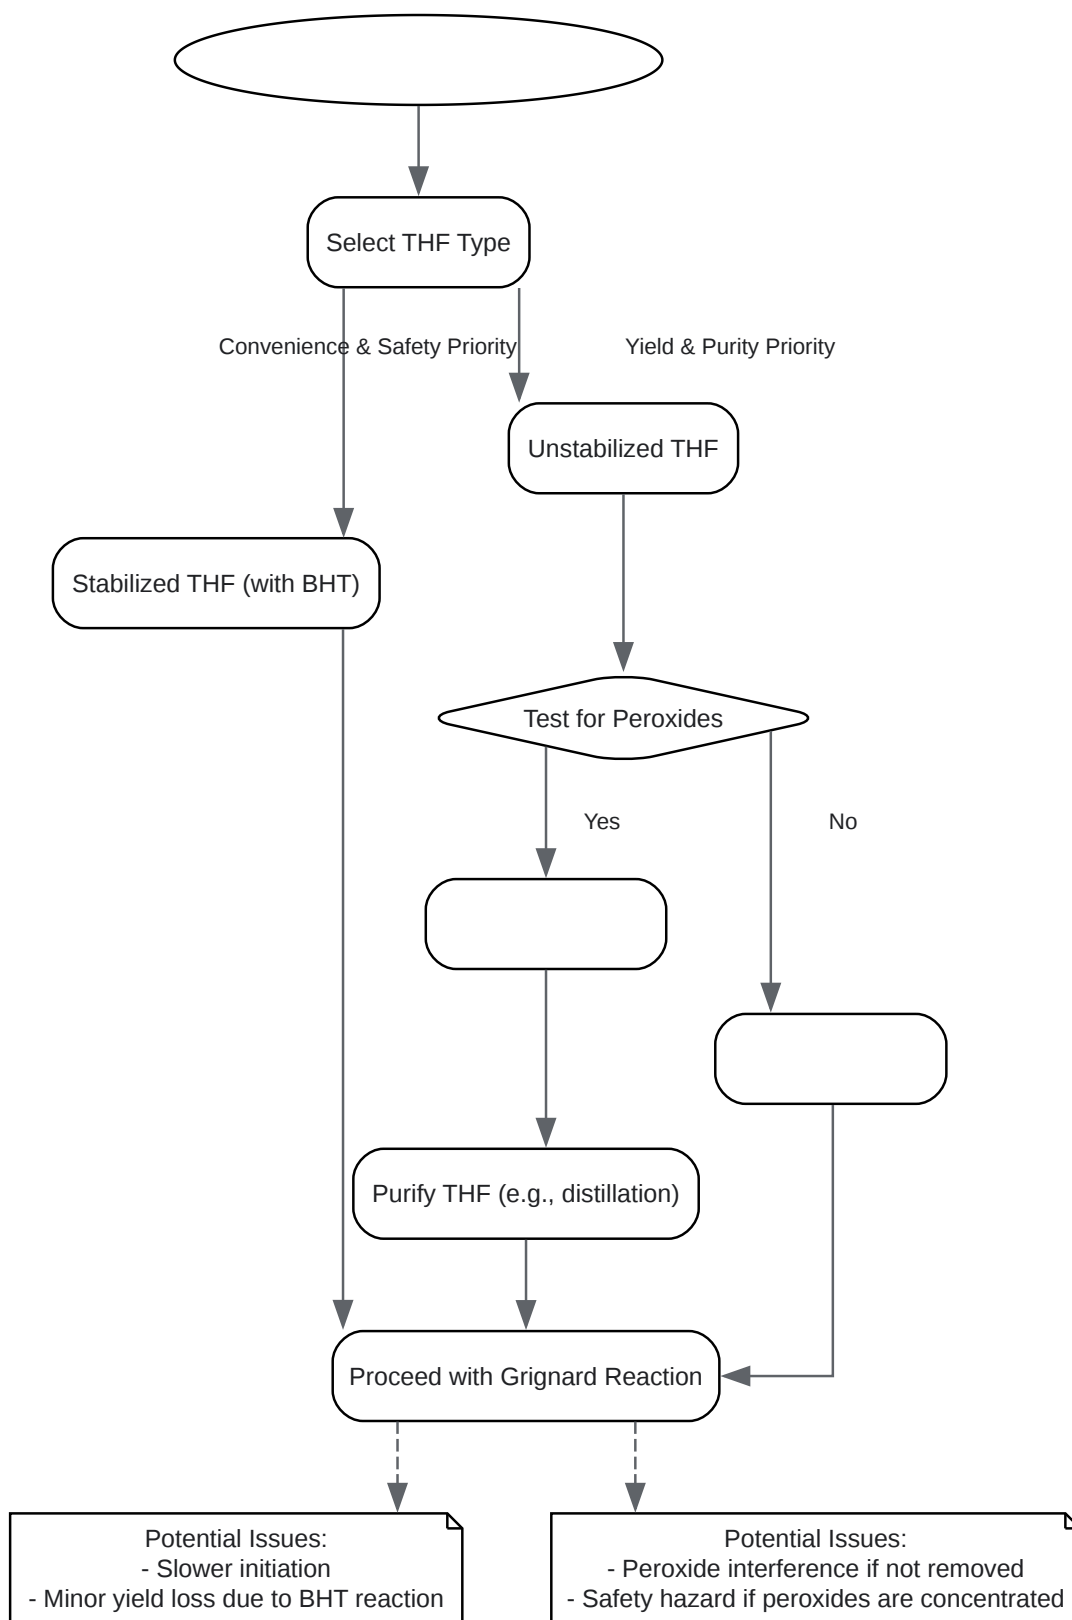 Select THF Type
Convenience & Safety Priority
Yield & Purity Priority
Unstabilized THF
Stabilized THF (with BHT)
Test for Peroxides
Yes
No
Purify THF (e.g., distillation)
Proceed with Grignard Reaction
Potential Issues:
- Slower initiation
- Minor yield loss due to BHT reaction
Potential Issues:
- Peroxide interference if not removed
- Safety hazard if peroxides are concentrated